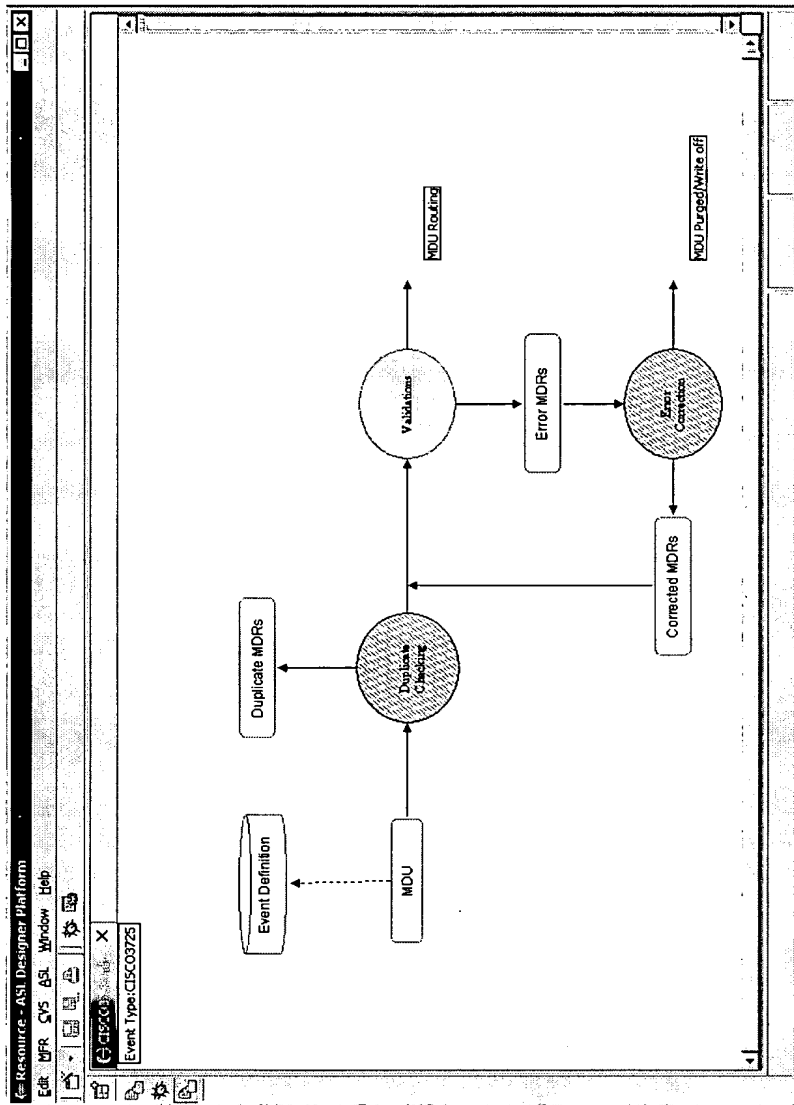 Resource - ASL Designer Platform
Edit MFR CVS ASL Window Help
CISCO
Event Type:CISCO3725
Event Definition
Duplicate MDRs
MDU
Duplicate
Checking
Validations
MDU Routing
Error MDRs
Corrected MDRs
Error
Correction
MDU Purged/Write off